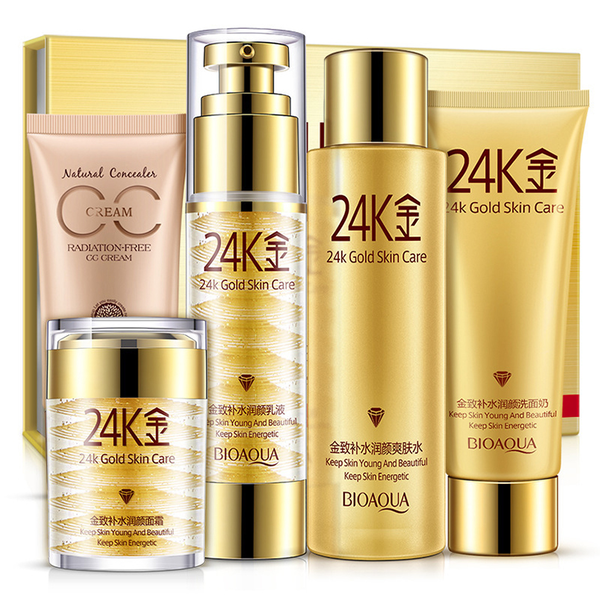 Natural Concealer
CC
CREAM
RADIATION-FREE
CC CREAM
24K金
24k Gold Skin Care
金致补水润颜乳液
Keep Skin Young And Beautiful
Keep Skin Energetic
BIOAQUA
24K金
24k Gold Skin Care
金致补水润颜爽肤水
Keep Skin Young And Beautiful
Keep Skin Energetic
BIOAQUA
24K金
24k Gold Skin Care
金致补水润颜洗面奶
Keep Skin Young And Beautiful
Keep Skin Energetic
BIOAQUA
24K金
24k Gold Skin Care
金致补水润颜面霜
Keep Skin Young And Beautiful
Keep Skin Energetic